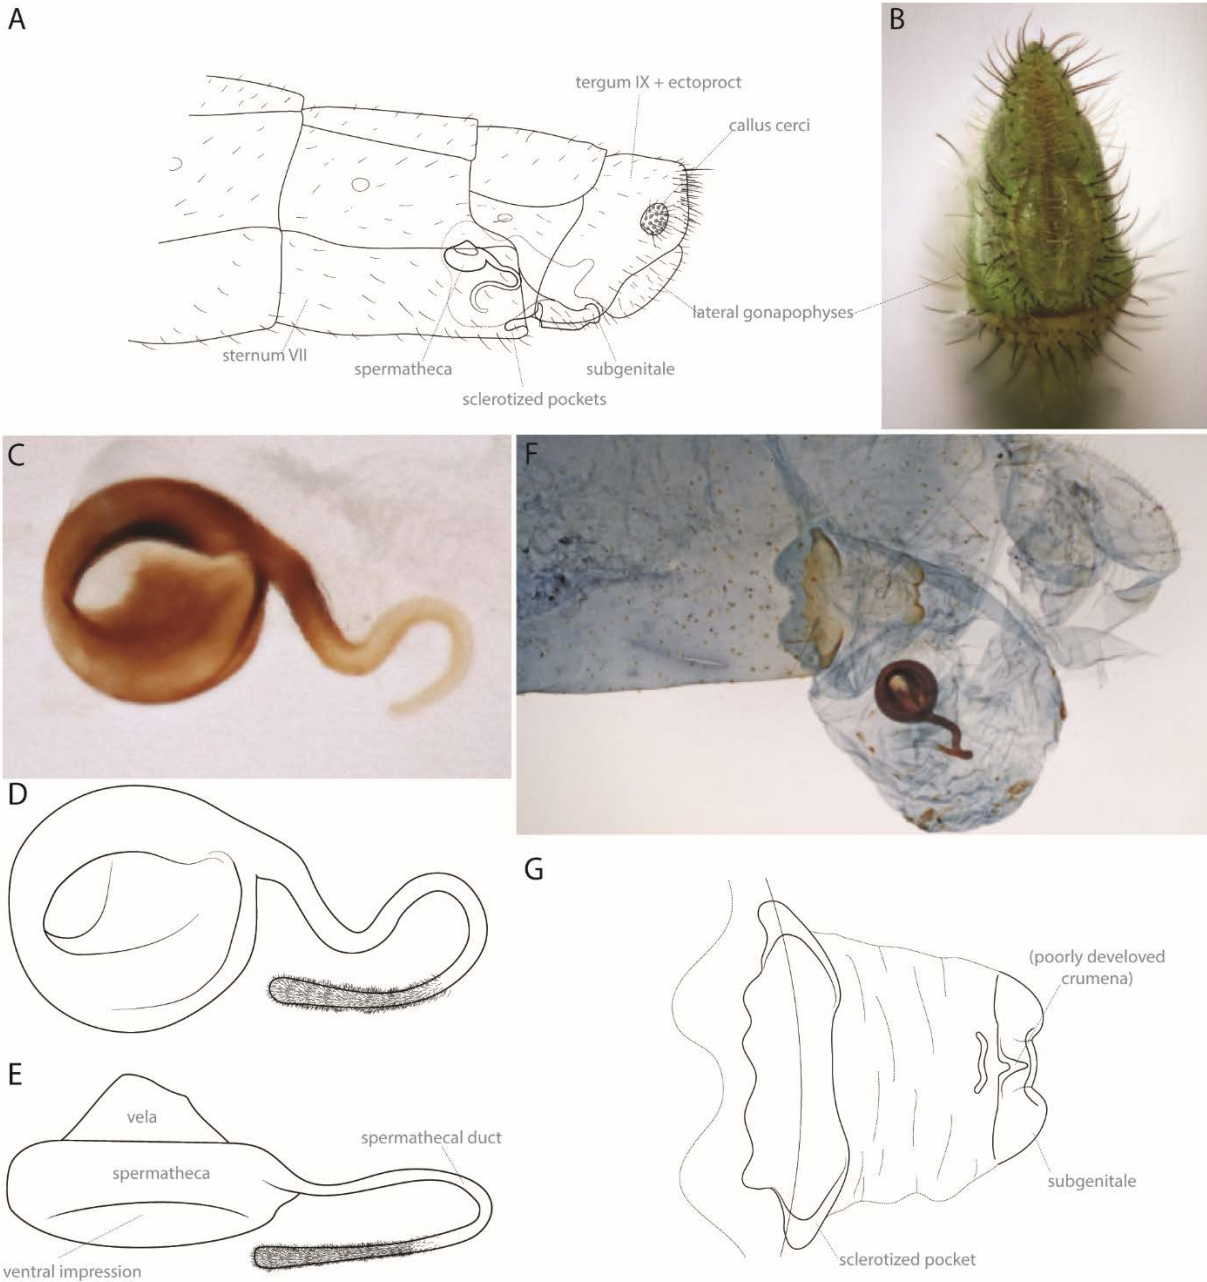 A
B
tergum IX + ectoproct
callus cerci
lateral gonapophyses
sternum VII
spermatheca
subgenitale
sclerotized pockets
C
F
D
G
(poorly develoved
crumena)
E
vela
spermathecal duct
spermatheca
subgenitale
sclerotized pocket
ventral impression